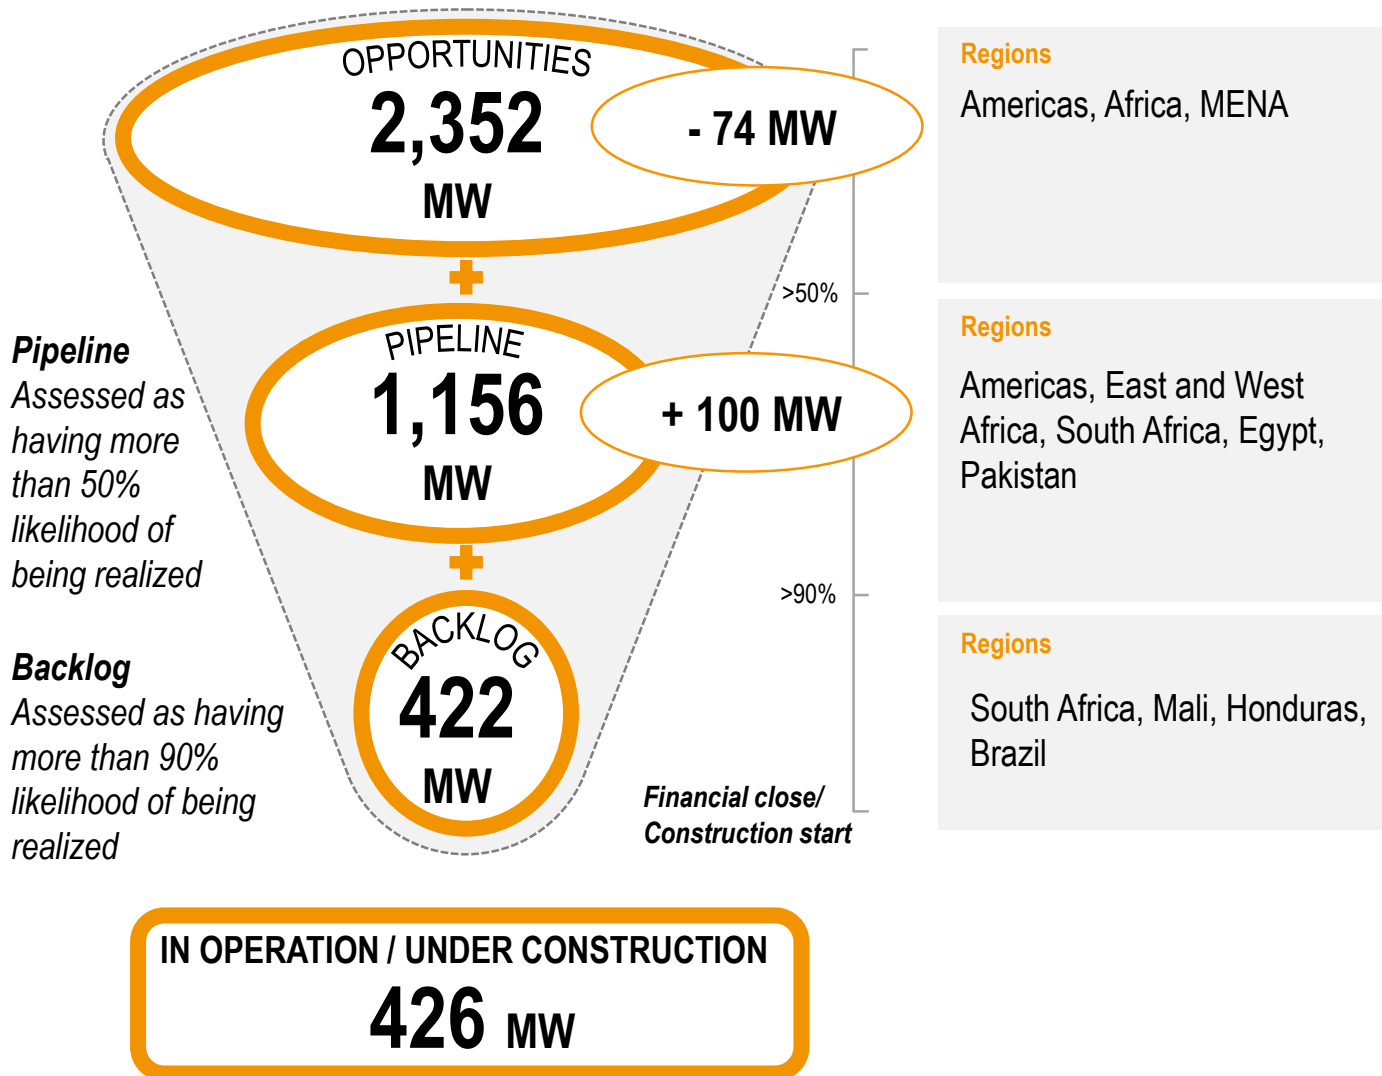 OPPORTUNITIES
2,352
MW
- 74 MW
Regions
Americas, Africa, MENA
>50%
Pipeline
Assessed as
having more
than 50%
likelihood of
being realized
PIPELINE
1,156
MW
+ 100 MW
Regions
Americas, East and West
Africa, South Africa, Egypt,
Pakistan
>90%
Backlog
Assessed as having
more than 90%
likelihood of being
realized
BACKLOG
422
MW
Financial close/
Construction start
Regions
South Africa, Mali, Honduras,
Brazil
IN OPERATION / UNDER CONSTRUCTION
426 MW